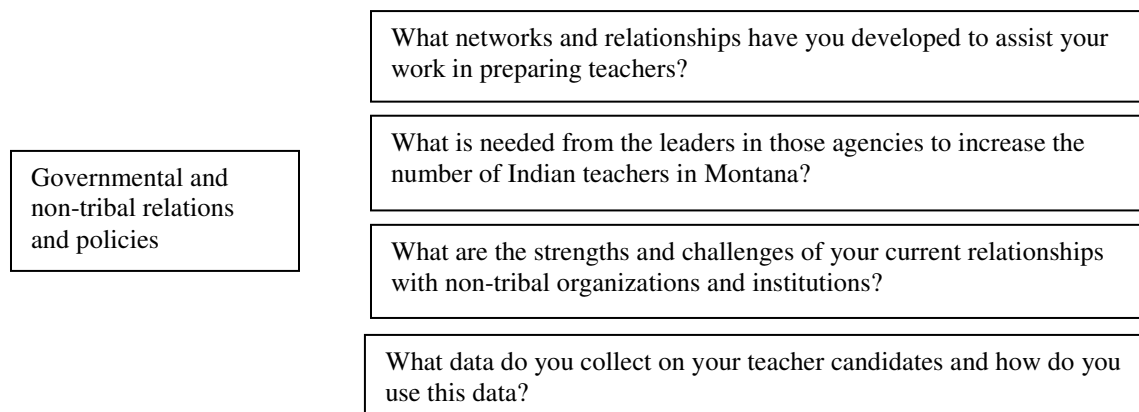 What networks and relationships have you developed to assist your
work in preparing teachers?
What is needed from the leaders in those agencies to increase the
number of Indian teachers in Montana?
Governmental and
non-tribal relations
and policies
What are the strengths and challenges of your current relationships
with non-tribal organizations and institutions?
What data do you collect on your teacher candidates and how do you
use this data?